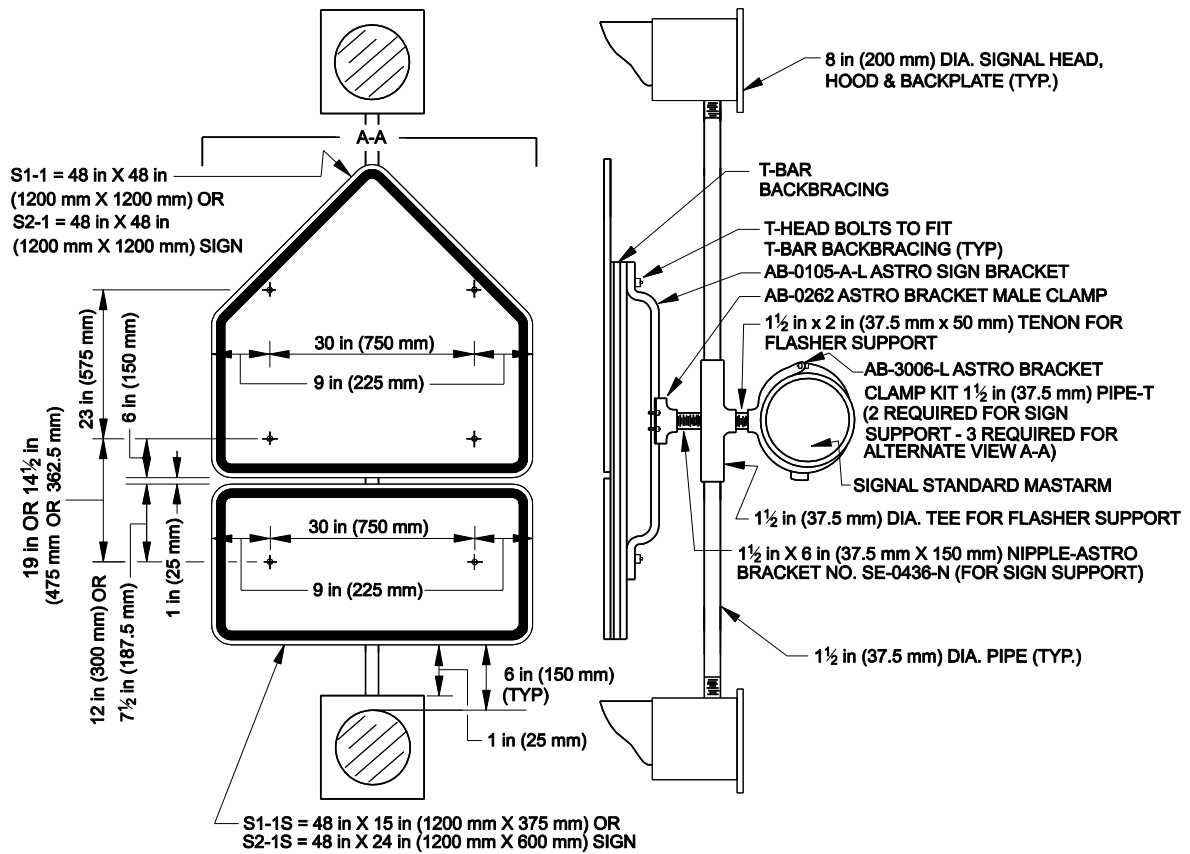 8 in (200 mm) DIA. SIGNAL HEAD,
HOOD & BACKPLATE (TYP.)
A-A
S1-1 = 48 in X 48 in
(1200 mm X 1200 mm) OR
S2-1 = 48 in X 48 in
(1200 mm X 1200 mm) SIGN
T-BAR
BACKBRACING
T-HEAD BOLTS TO FIT
T-BAR BACKBRACING (TYP)
AB-0105-A-L ASTRO SIGN BRACKET
AB-0262 ASTRO BRACKET MALE CLAMP
1½ in x 2 in (37.5 mm x 50 mm) TENON FOR
FLASHER SUPPORT
AB-3006-L ASTRO BRACKET
CLAMP KIT 1½ in (37.5 mm) PIPE-T
(2 REQUIRED FOR SIGN
SUPPORT - 3 REQUIRED FOR
ALTERNATE VIEW A-A)
SIGNAL STANDARD MASTARM
1½ in (37.5 mm) DIA. TEE FOR FLASHER SUPPORT
1½ in X 6 in (37.5 mm X 150 mm) NIPPLE-ASTRO
BRACKET NO. SE-0436-N (FOR SIGN SUPPORT)
1½ in (37.5 mm) DIA. PIPE (TYP.)
30 in (750 mm)
9 in (225 mm)
23 in (575 mm)
6 in (150 mm)
19 in OR 14½ in
(475 mm OR 362.5 mm)
12 in (300 mm) OR
7½ in (187.5 mm)
1 in (25 mm)
30 in (750 mm)
9 in (225 mm)
6 in (150 mm)
(TYP)
1 in (25 mm)
S1-1S = 48 in X 15 in (1200 mm X 375 mm) OR
S2-1S = 48 in X 24 in (1200 mm X 600 mm) SIGN